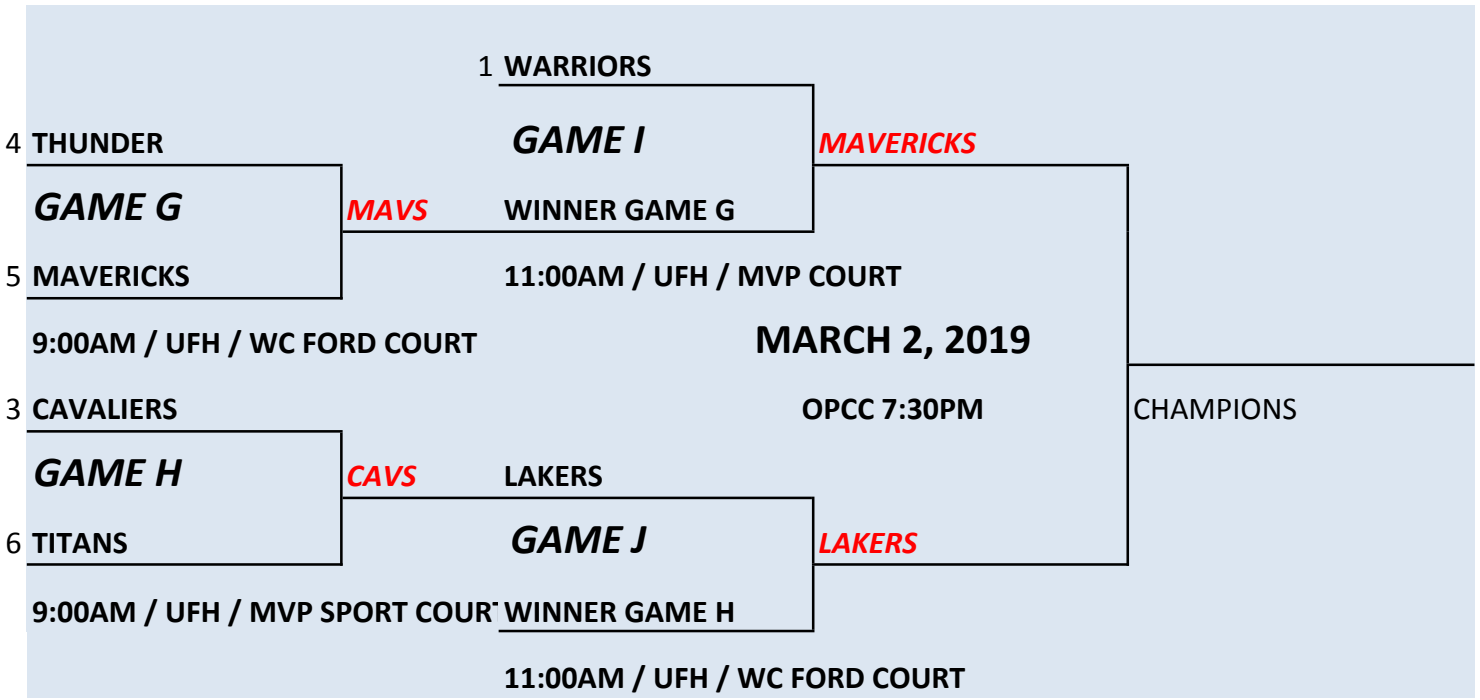 1 WARRIORS
4 THUNDER GAME I MAVERICKS
GAME G MAVS WINNER GAME G
5 MAVERICKS 11:00AM / UFH / MVP COURT
9:00AM / UFH / WC FORD COURT MARCH 2, 2019
3 CAVALIERS OPCC 7:30PM CHAMPIONS
GAME H CAVS LAKERS
6 TITANS GAME J LAKERS
9:00AM / UFH / MVP SPORT COURT WINNER GAME H
11:00AM / UFH / WC FORD COURT